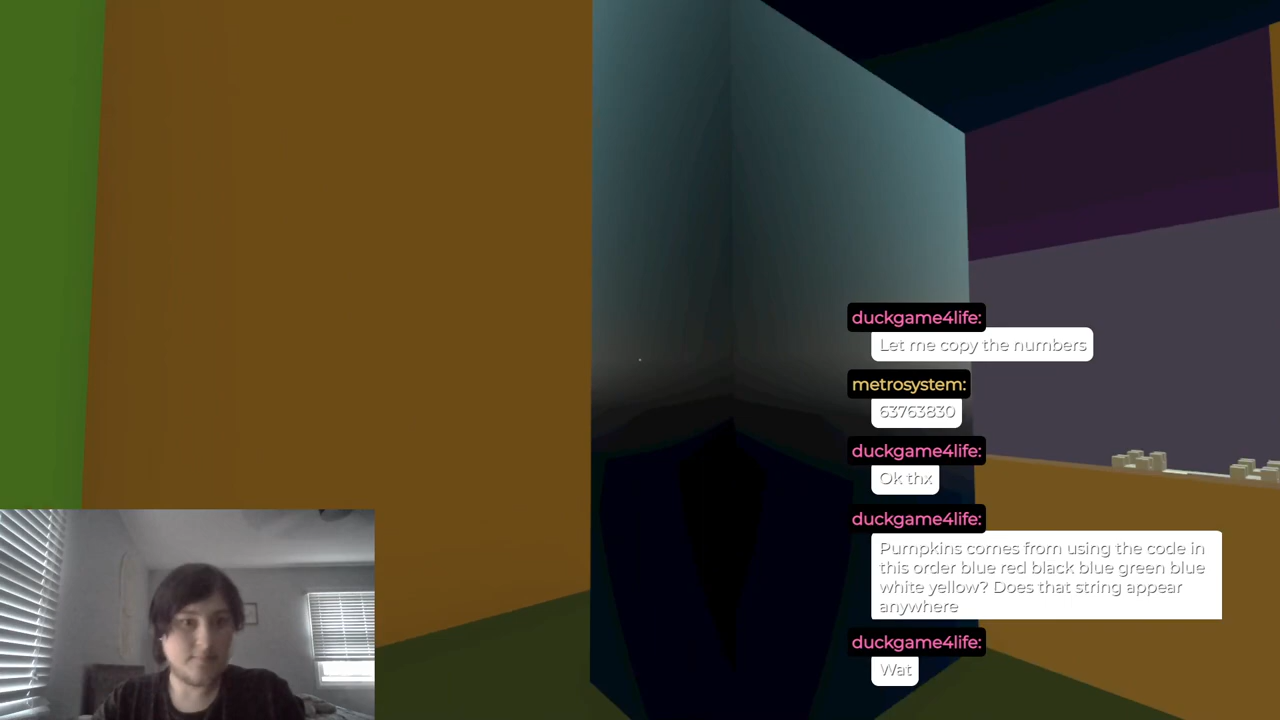 duckgame4life:
Let me copy the numbers
metrosystem:
63763830
duckgame4life:
Ok thx
duckgame4life:
Pumpkins comes from using the code in
this order blue red black blue green blue
white yellow? Does that string appear
anywhere
duckgame4life:
Wat